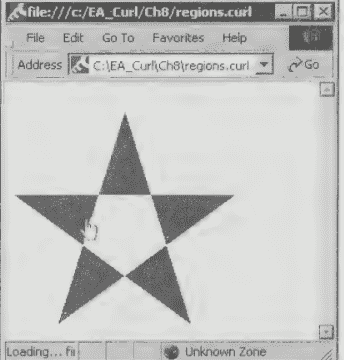 file:///c:/EA_Curl/Ch8/regions.curl
File Edit Go To Favorites Help
Address C:\EA_Curl\Ch8\regions.curl Go
Loading... fi Unknown Zone